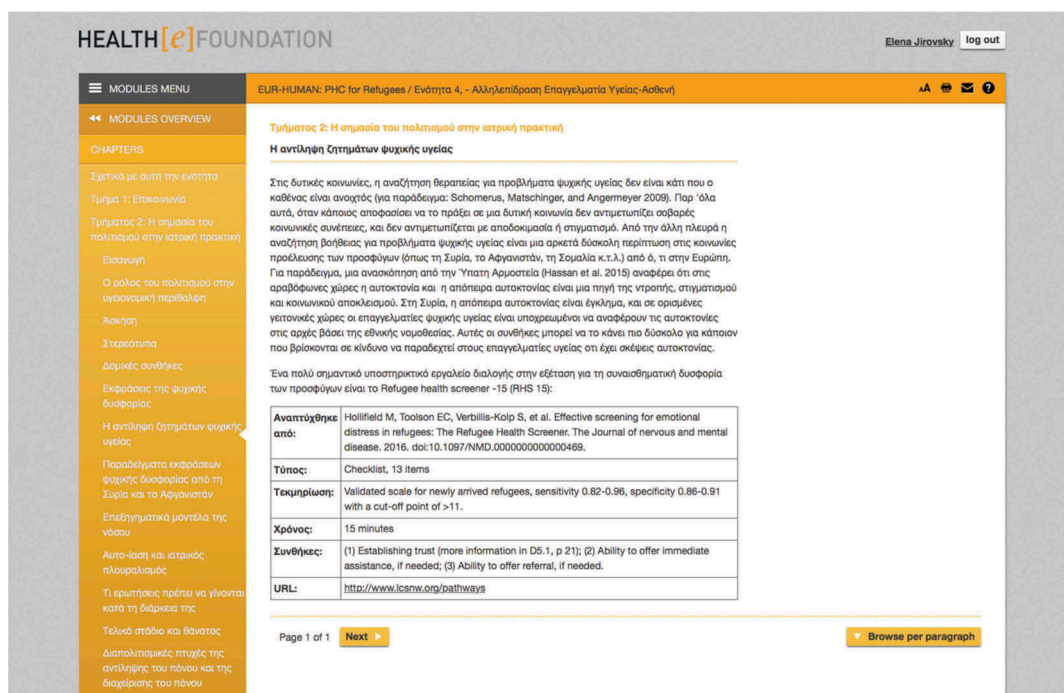 HEALTH[e]FOUNDATION
Elena Jirovsky
log out
MODULES MENU
EUR-HUMAN: PHC for Refugees / Ενότητα 4, - Αλληλεπίδραση Επαγγελματία Υγείας-Ασθενή
AA
MODULES OVERVIEW
CHAPTERS
Σχετικά με αυτή την ενότητα
Τμήμα 1: Επικοινωνία
Τμήματος 2: Η σημασία του
πολιτισμού στην ιατρική πρακτική
Εισαγωγή
Ο ρόλος του πολιτισμού στην
υγειονομική περίθαλψη
Άσκηση
Στερεότυπα
Δομικές συνθήκες
Εκφράσεις της ψυχικής
δυσφορίας
Η αντίληψη ζητημάτων ψυχικής
υγείας
Παραδείγματα εκφράσεων
ψυχικής δυσφορίας από τη
Συρία και το Αφγανιστάν
Επεξηγηματικά μοντέλα της
νόσου
Αυτο-ίαση και ιατρικός
πλουραλισμός
Τι ερωτήσεις πρέπει να γίνονται
κατά τη διάρκεια της
Τελικό στάδιο και θάνατος
Διαπολιτισμικές πτυχές της
αντίληψης του πόνου και της
διαχείρισης του πόνου
Τμήματος 2: Η σημασία του πολιτισμού στην ιατρική πρακτική
Η αντίληψη ζητημάτων ψυχικής υγείας
Στις δυτικές κοινωνίες, η αναζήτηση θεραπείας για προβλήματα ψυχικής υγείας δεν είναι κάτι που ο
καθένας είναι ανοιχτός (για παράδειγμα: Schomerus, Matschinger, and Angermeyer 2009). Παρ 'όλα
αυτά, όταν κάποιος αποφασίσει να το πράξει σε μια δυτική κοινωνία δεν αντιμετωπίζει σοβαρές
κοινωνικές συνέπειες, και δεν αντιμετωπίζεται με αποδοκιμασία ή στιγματισμό. Από την άλλη πλευρά η
αναζήτηση βοήθειας για προβλήματα ψυχικής υγείας είναι μια αρκετά δύσκολη περίπτωση στις κοινωνίες
προέλευσης των προσφύγων (όπως τη Συρία, το Αφγανιστάν, τη Σομαλία κ.τ.λ.) από ό, τι στην Ευρώπη.
Για παράδειγμα, μια ανασκόπηση από την Ύπατη Αρμοστεία (Hassan et al. 2015) αναφέρει ότι στις
αραβόφωνες χώρες η αυτοκτονία και η απόπειρα αυτοκτονίας είναι μια πηγή της ντροπής, στιγματισμού
και κοινωνικού αποκλεισμού. Στη Συρία, η απόπειρα αυτοκτονίας είναι έγκλημα, και σε ορισμένες
γειτονικές χώρες οι επαγγελματίες ψυχικής υγείας είναι υποχρεωμένοι να αναφέρουν τις αυτοκτονίες
στις αρχές βάσει της εθνικής νομοθεσίας. Αυτές οι συνθήκες μπορεί να το κάνει πιο δύσκολο για κάποιον
που βρίσκονται σε κίνδυνο να παραδεχτεί στους επαγγελματίες υγείας οτι έχει σκέψεις αυτοκτονίας.
Ένα πολύ σημαντικό υποστηρικτικό εργαλείο διαλογής στην εξέταση για τη συναισθηματική δυσφορία
των προσφύγων είναι το Refugee health screener -15 (RHS 15):
Αναπτύχθηκε
από:
Hollifield M, Toolson EC, Verbillis-Kolp S, et al. Effective screening for emotional
distress in refugees: The Refugee Health Screener. The Journal of nervous and mental
disease. 2016. doi:10.1097/NMD.0000000000000469.
Τύπος:
Checklist, 13 items
Τεκμηρίωση:
Validated scale for newly arrived refugees, sensitivity 0.82-0.96, specificity 0.86-0.91
with a cut-off point of >11.
Χρόνος:
15 minutes
Συνθήκες:
(1) Establishing trust (more information in D5.1, p 21); (2) Ability to offer immediate
assistance, if needed; (3) Ability to offer referral, if needed.
URL:
http://www.lcsnw.org/pathways
Page 1 of 1
Next
Browse per paragraph